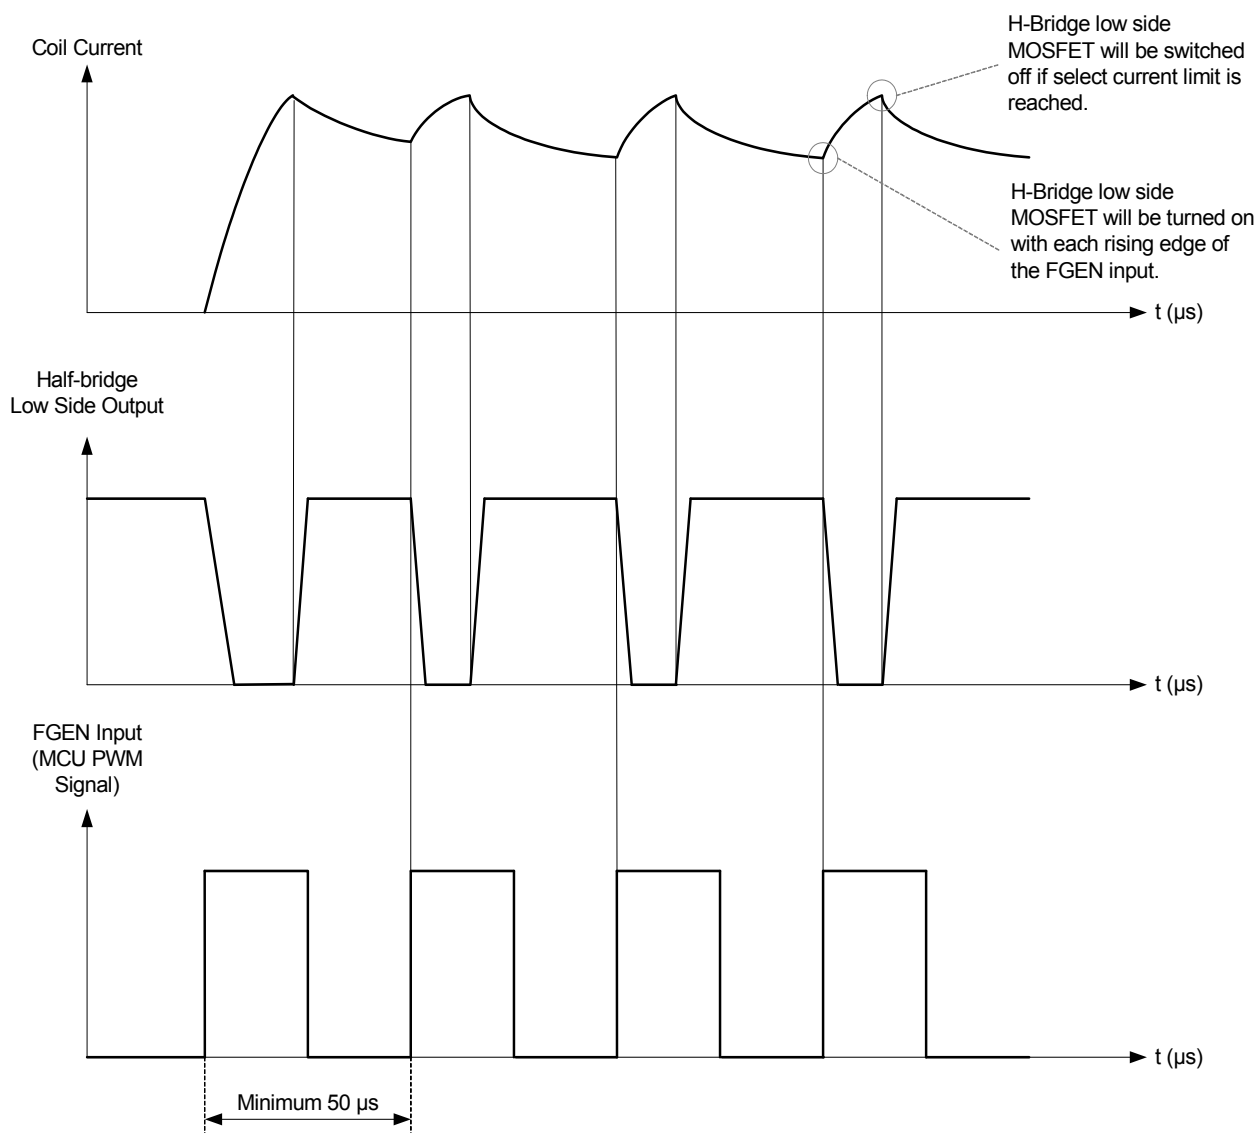 Coil Current
H-Bridge low side
MOSFET will be switched
off if select current limit is
reached.
H-Bridge low side
MOSFET will be turned on
with each rising edge of
the FGEN input.
t (µs)
Half-bridge
Low Side Output
t (µs)
FGEN Input
(MCU PWM
Signal)
t (µs)
Minimum 50 µs